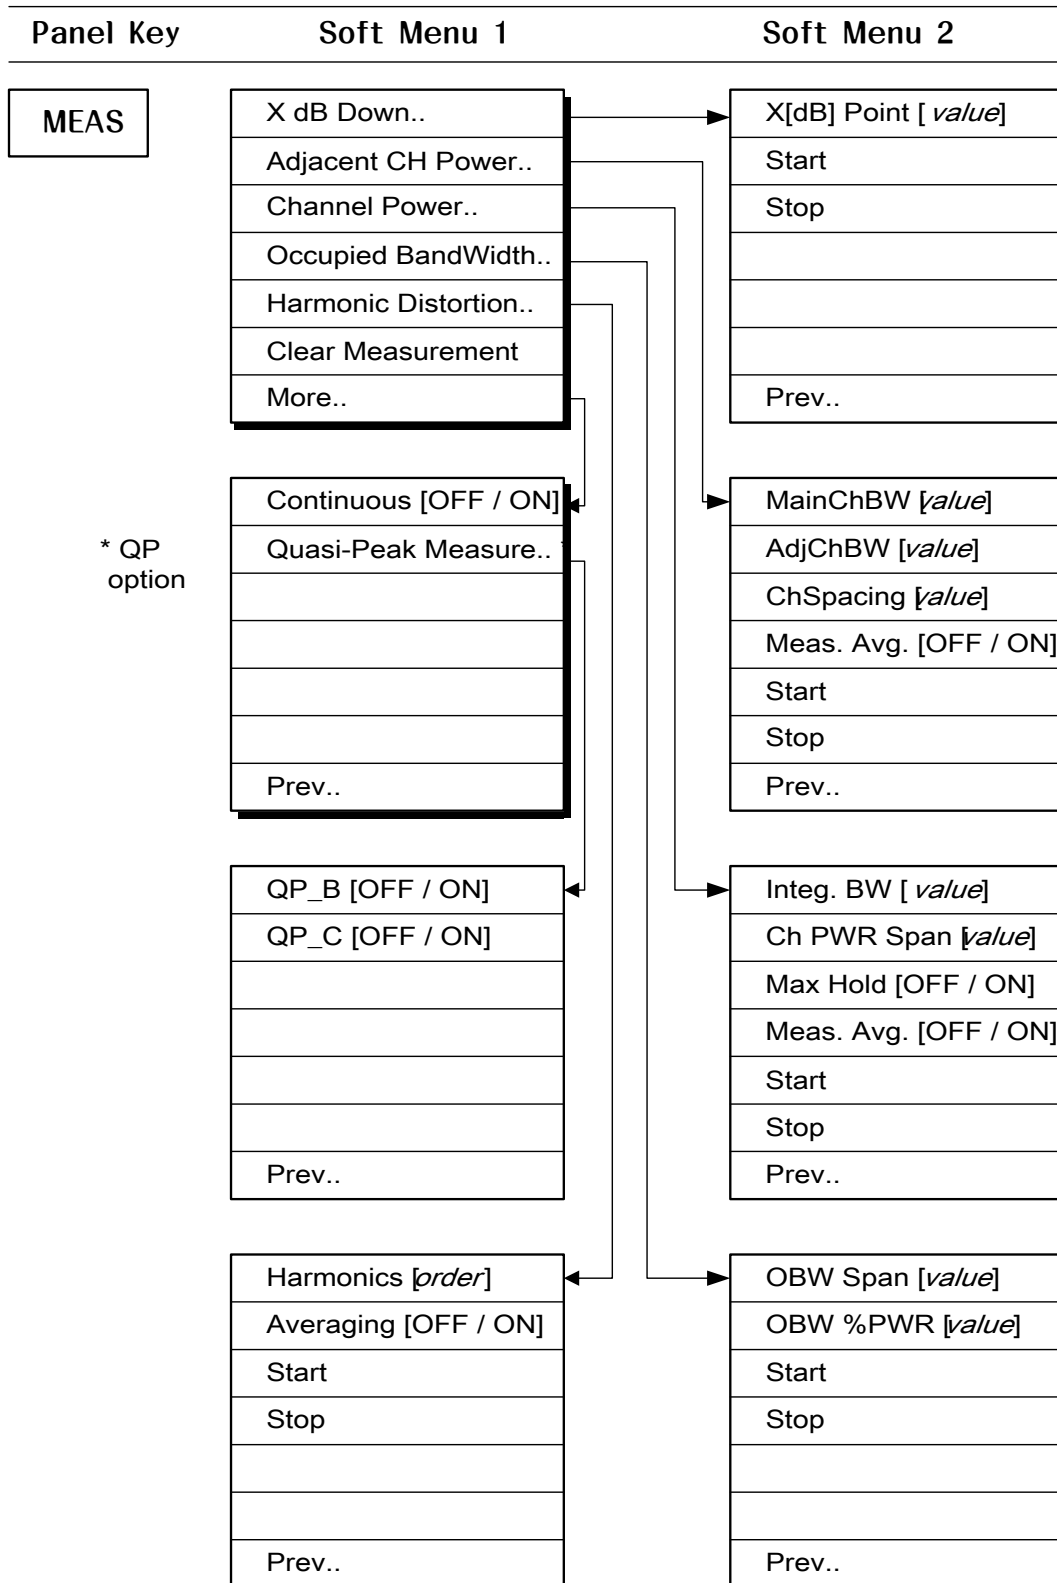 Panel Key Soft Menu 1 Soft Menu 2
MEAS
X dB Down..
Adjacent CH Power..
Channel Power..
Occupied BandWidth..
Harmonic Distortion..
Clear Measurement
More..
X[dB] Point [ value]
Start
Stop
Prev..
* QP
option
Continuous [OFF / ON]
Quasi-Peak Measure..
Prev..
MainChBW [value]
AdjChBW [value]
ChSpacing [value]
Meas. Avg. [OFF / ON]
Start
Stop
Prev..
QP_B [OFF / ON]
QP_C [OFF / ON]
Prev..
Integ. BW [ value]
Ch PWR Span [value]
Max Hold [OFF / ON]
Meas. Avg. [OFF / ON]
Start
Stop
Prev..
Harmonics [order]
Averaging [OFF / ON]
Start
Stop
Prev..
OBW Span [value]
OBW %PWR [value]
Start
Stop
Prev..